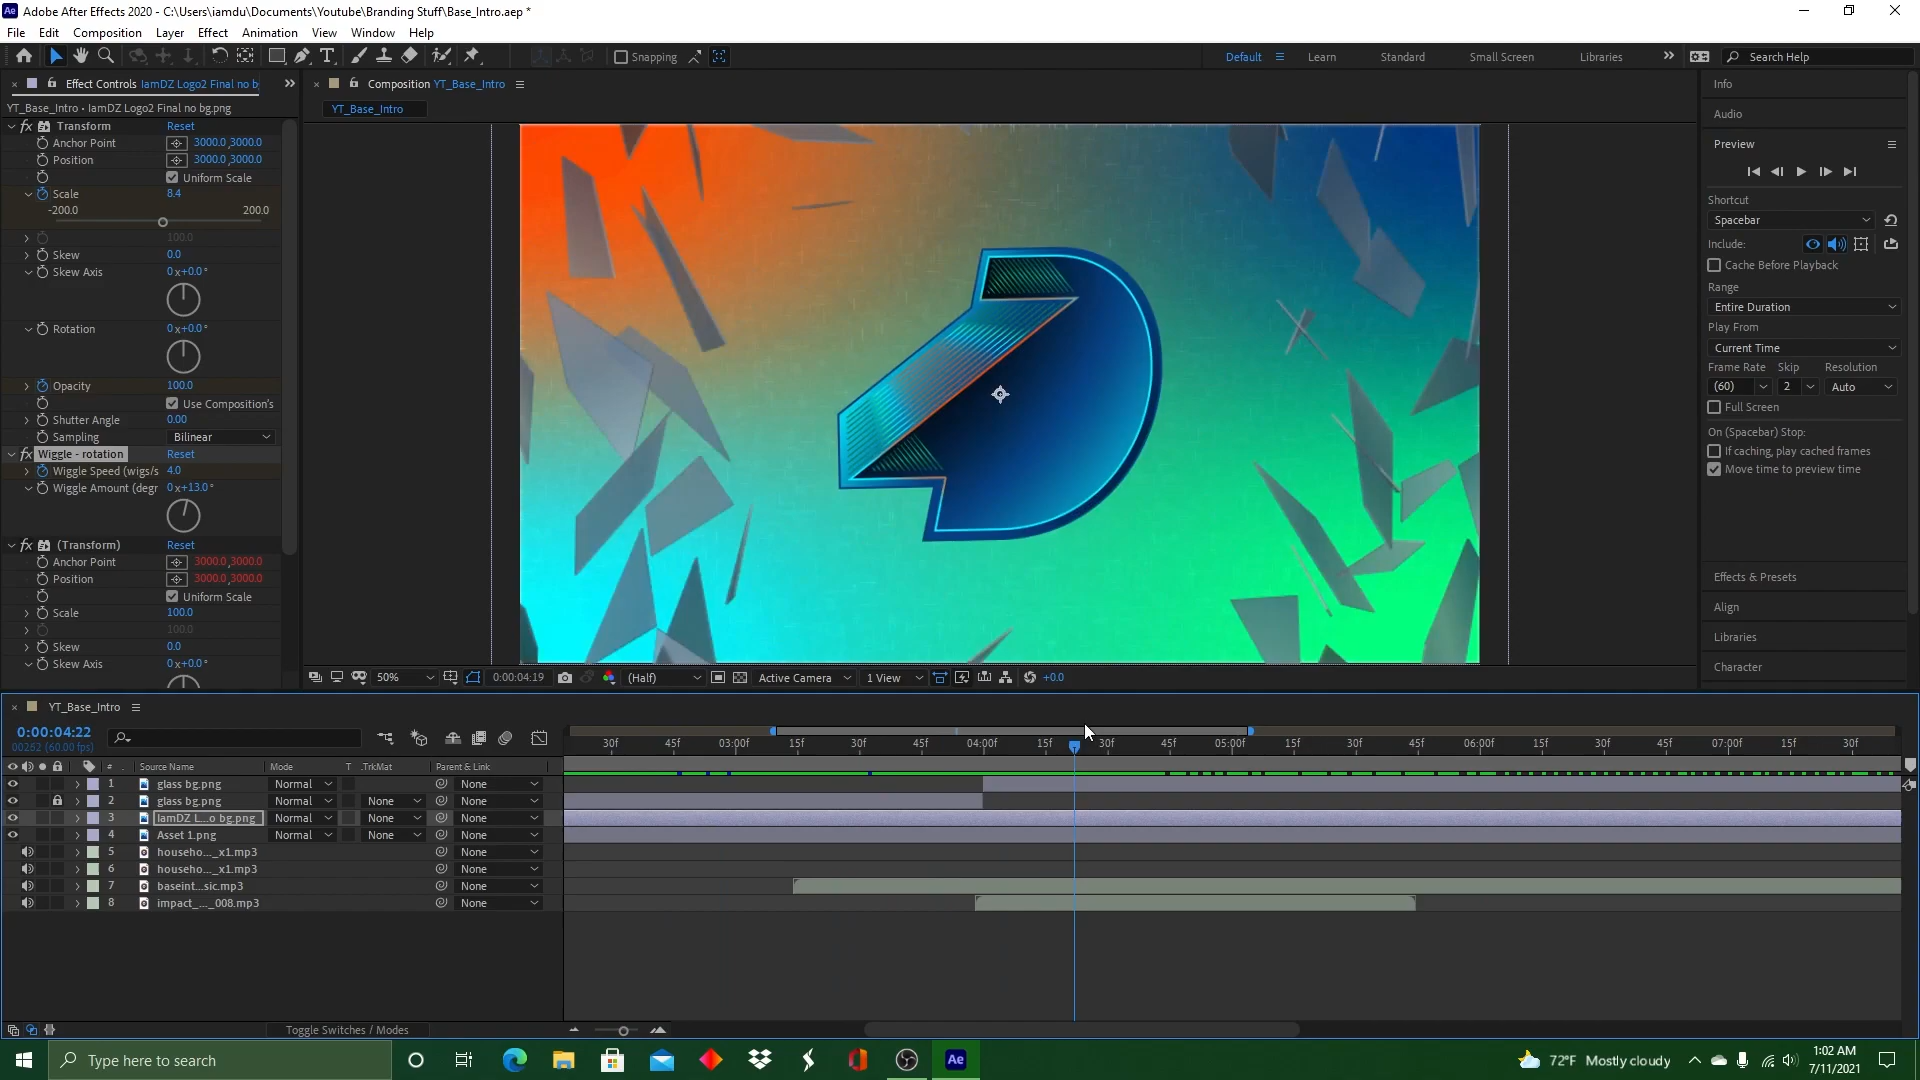 Ae Adobe After Effects 2020 - C:\Users\iamdu\Documents\Youtube\Branding Stuff\Base_Intro.aep *
File Edit Composition Layer Effect Animation View Window Help
Snapping Default Learn Standard Small Screen Libraries Search Help
Effect Controls IamDZ Logo2 Final no b
YT_Base_Intro • IamDZ Logo2 Final no bg.png
fx Transform Reset
Anchor Point 3000.0,3000.0
Position 3000.0,3000.0
Uniform Scale
Scale 8.4
-200.0 200.0
100.0
Skew 0.0
Skew Axis 0x+0.0°
Rotation 0x+0.0°
Opacity 100.0
Use Composition's
Shutter Angle 0.00
Sampling Bilinear
fx Wiggle - rotation Reset
Wiggle Speed (wigs/s 4.0
Wiggle Amount (degr 0x+13.0°
fx (Transform) Reset
Anchor Point 3000.0,3000.0
Position 3000.0,3000.0
Uniform Scale
Scale 100.0
100.0
Skew 0.0
Skew Axis 0x+0.0°
Composition YT_Base_Intro
YT_Base_Intro
50% 0:00:04:19 (Half) Active Camera 1 View +0.0
Info
Audio
Preview
Shortcut
Spacebar
Include:
Cache Before Playback
Range
Entire Duration
Play From
Current Time
Frame Rate Skip Resolution
(60) 2 Auto
Full Screen
On (Spacebar) Stop:
If caching, play cached frames
Move time to preview time
Effects & Presets
Align
Libraries
Character
YT_Base_Intro
0:00:04:22
00262 (60.00 fps)
30f 45f 03:00f 15f 30f 45f 04:00f 15f 30f 45f 05:00f 15f 30f 45f 06:00f 15f 30f 45f 07:00f 15f 30f
# Source Name Mode T .TrkMat Parent & Link
1 glass bg.png Normal None
2 glass bg.png Normal None None
3 IamDZ L...o bg.png Normal None None
4 Asset 1.png Normal None None
5 househo..._x1.mp3 None
6 househo..._x1.mp3 None
7 baseint...sic.mp3 None
8 impact_..._008.mp3 None
Toggle Switches / Modes
Type here to search Ae 72°F Mostly cloudy 1:02 AM
7/11/2021